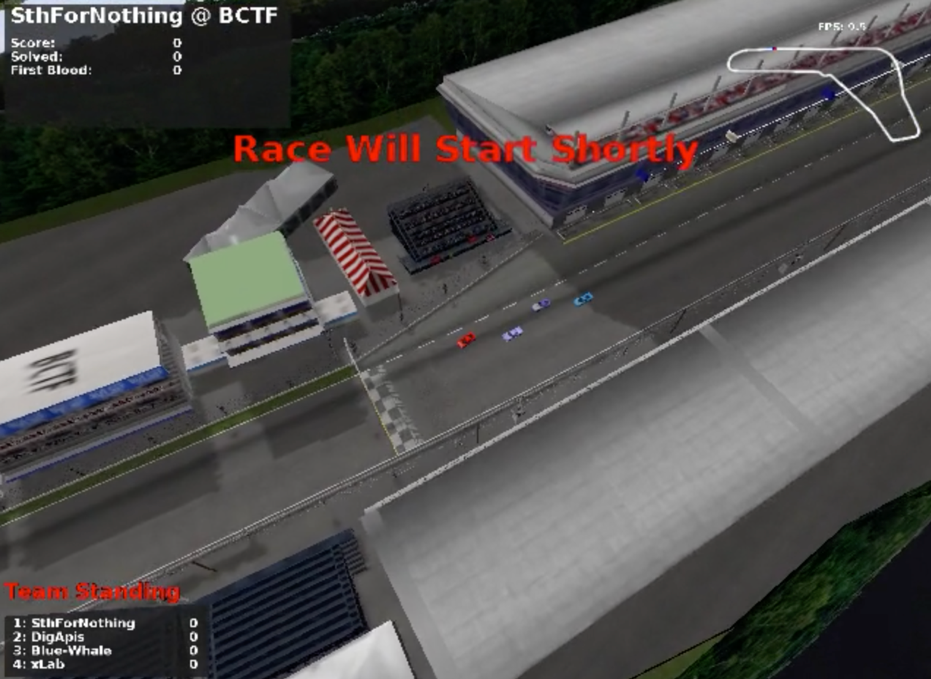 SthForNothing @ BCTF
Score: 0
Solved: 0
First Blood: 0
FPS: 9.5
Race Will Start Shortly
BCTF
Team Standing
1: SthForNothing 0
2: DigApis 0
3: Blue-Whale 0
4: xLab 0